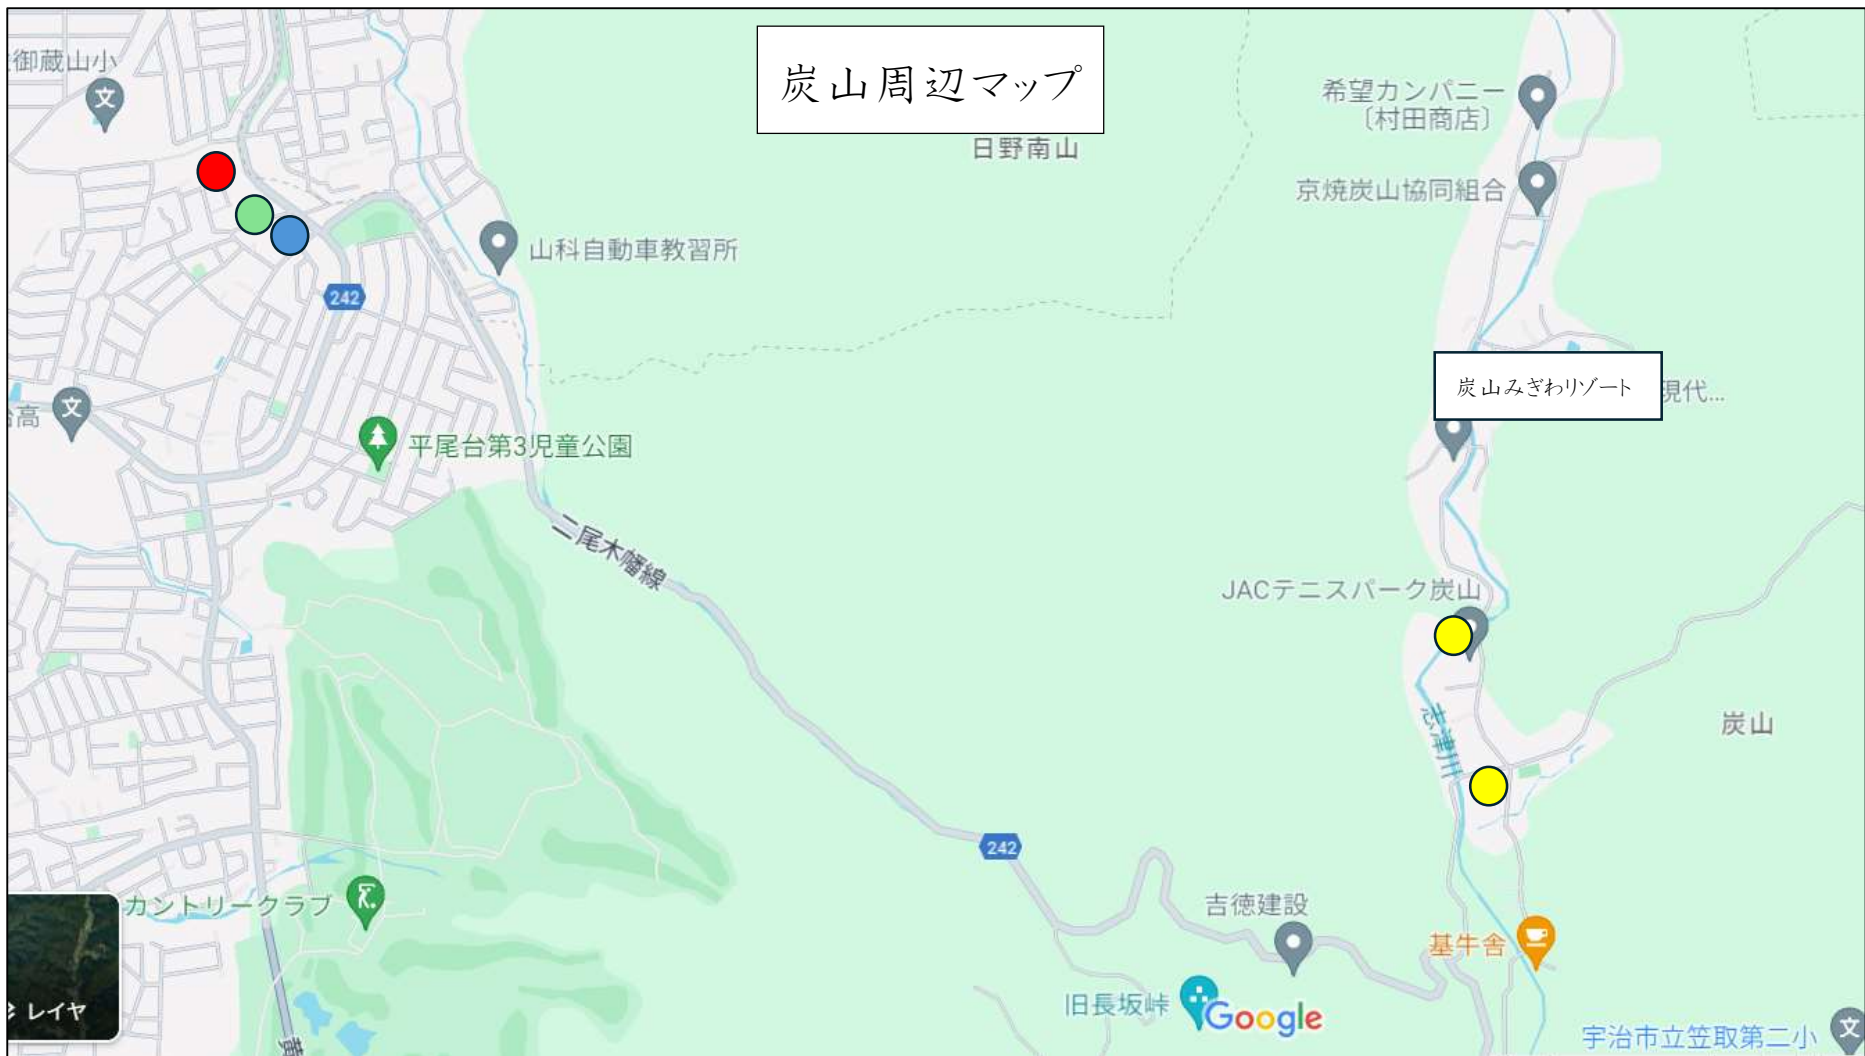 炭山周辺マップ
御蔵山小
文
希望カンパニー
〔村田商店〕
日野南山
京焼炭山協同組合
山科自動車教習所
242
炭山みぎわリゾート
現代...
文
高
平尾台第3児童公園
二尾木幡線
JACテニスパーク炭山
志津川
炭山
242
カントリークラブ
吉徳建設
基牛舎
旧長坂峠
Google
レイヤ
宇治市立笠取第二小
文
黄